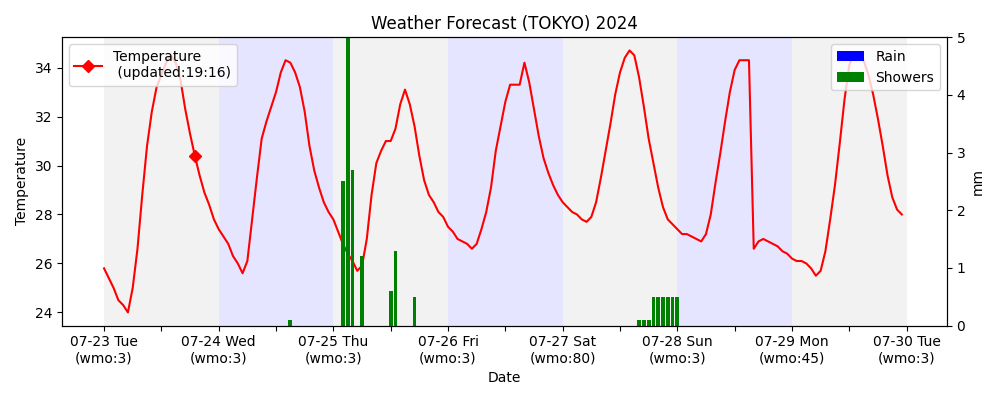 Weather Forecast (TOKYO) 2024
Temperature
(updated:19:16)
Rain
Showers
34
32
30
28
26
24
Temperature
5
4
3
2
1
0
mm
07-23 Tue
(wmo:3)
07-24 Wed
(wmo:3)
07-25 Thu
(wmo:3)
07-26 Fri
(wmo:3)
07-27 Sat
(wmo:80)
07-28 Sun
(wmo:3)
07-29 Mon
(wmo:45)
07-30 Tue
(wmo:3)
Date